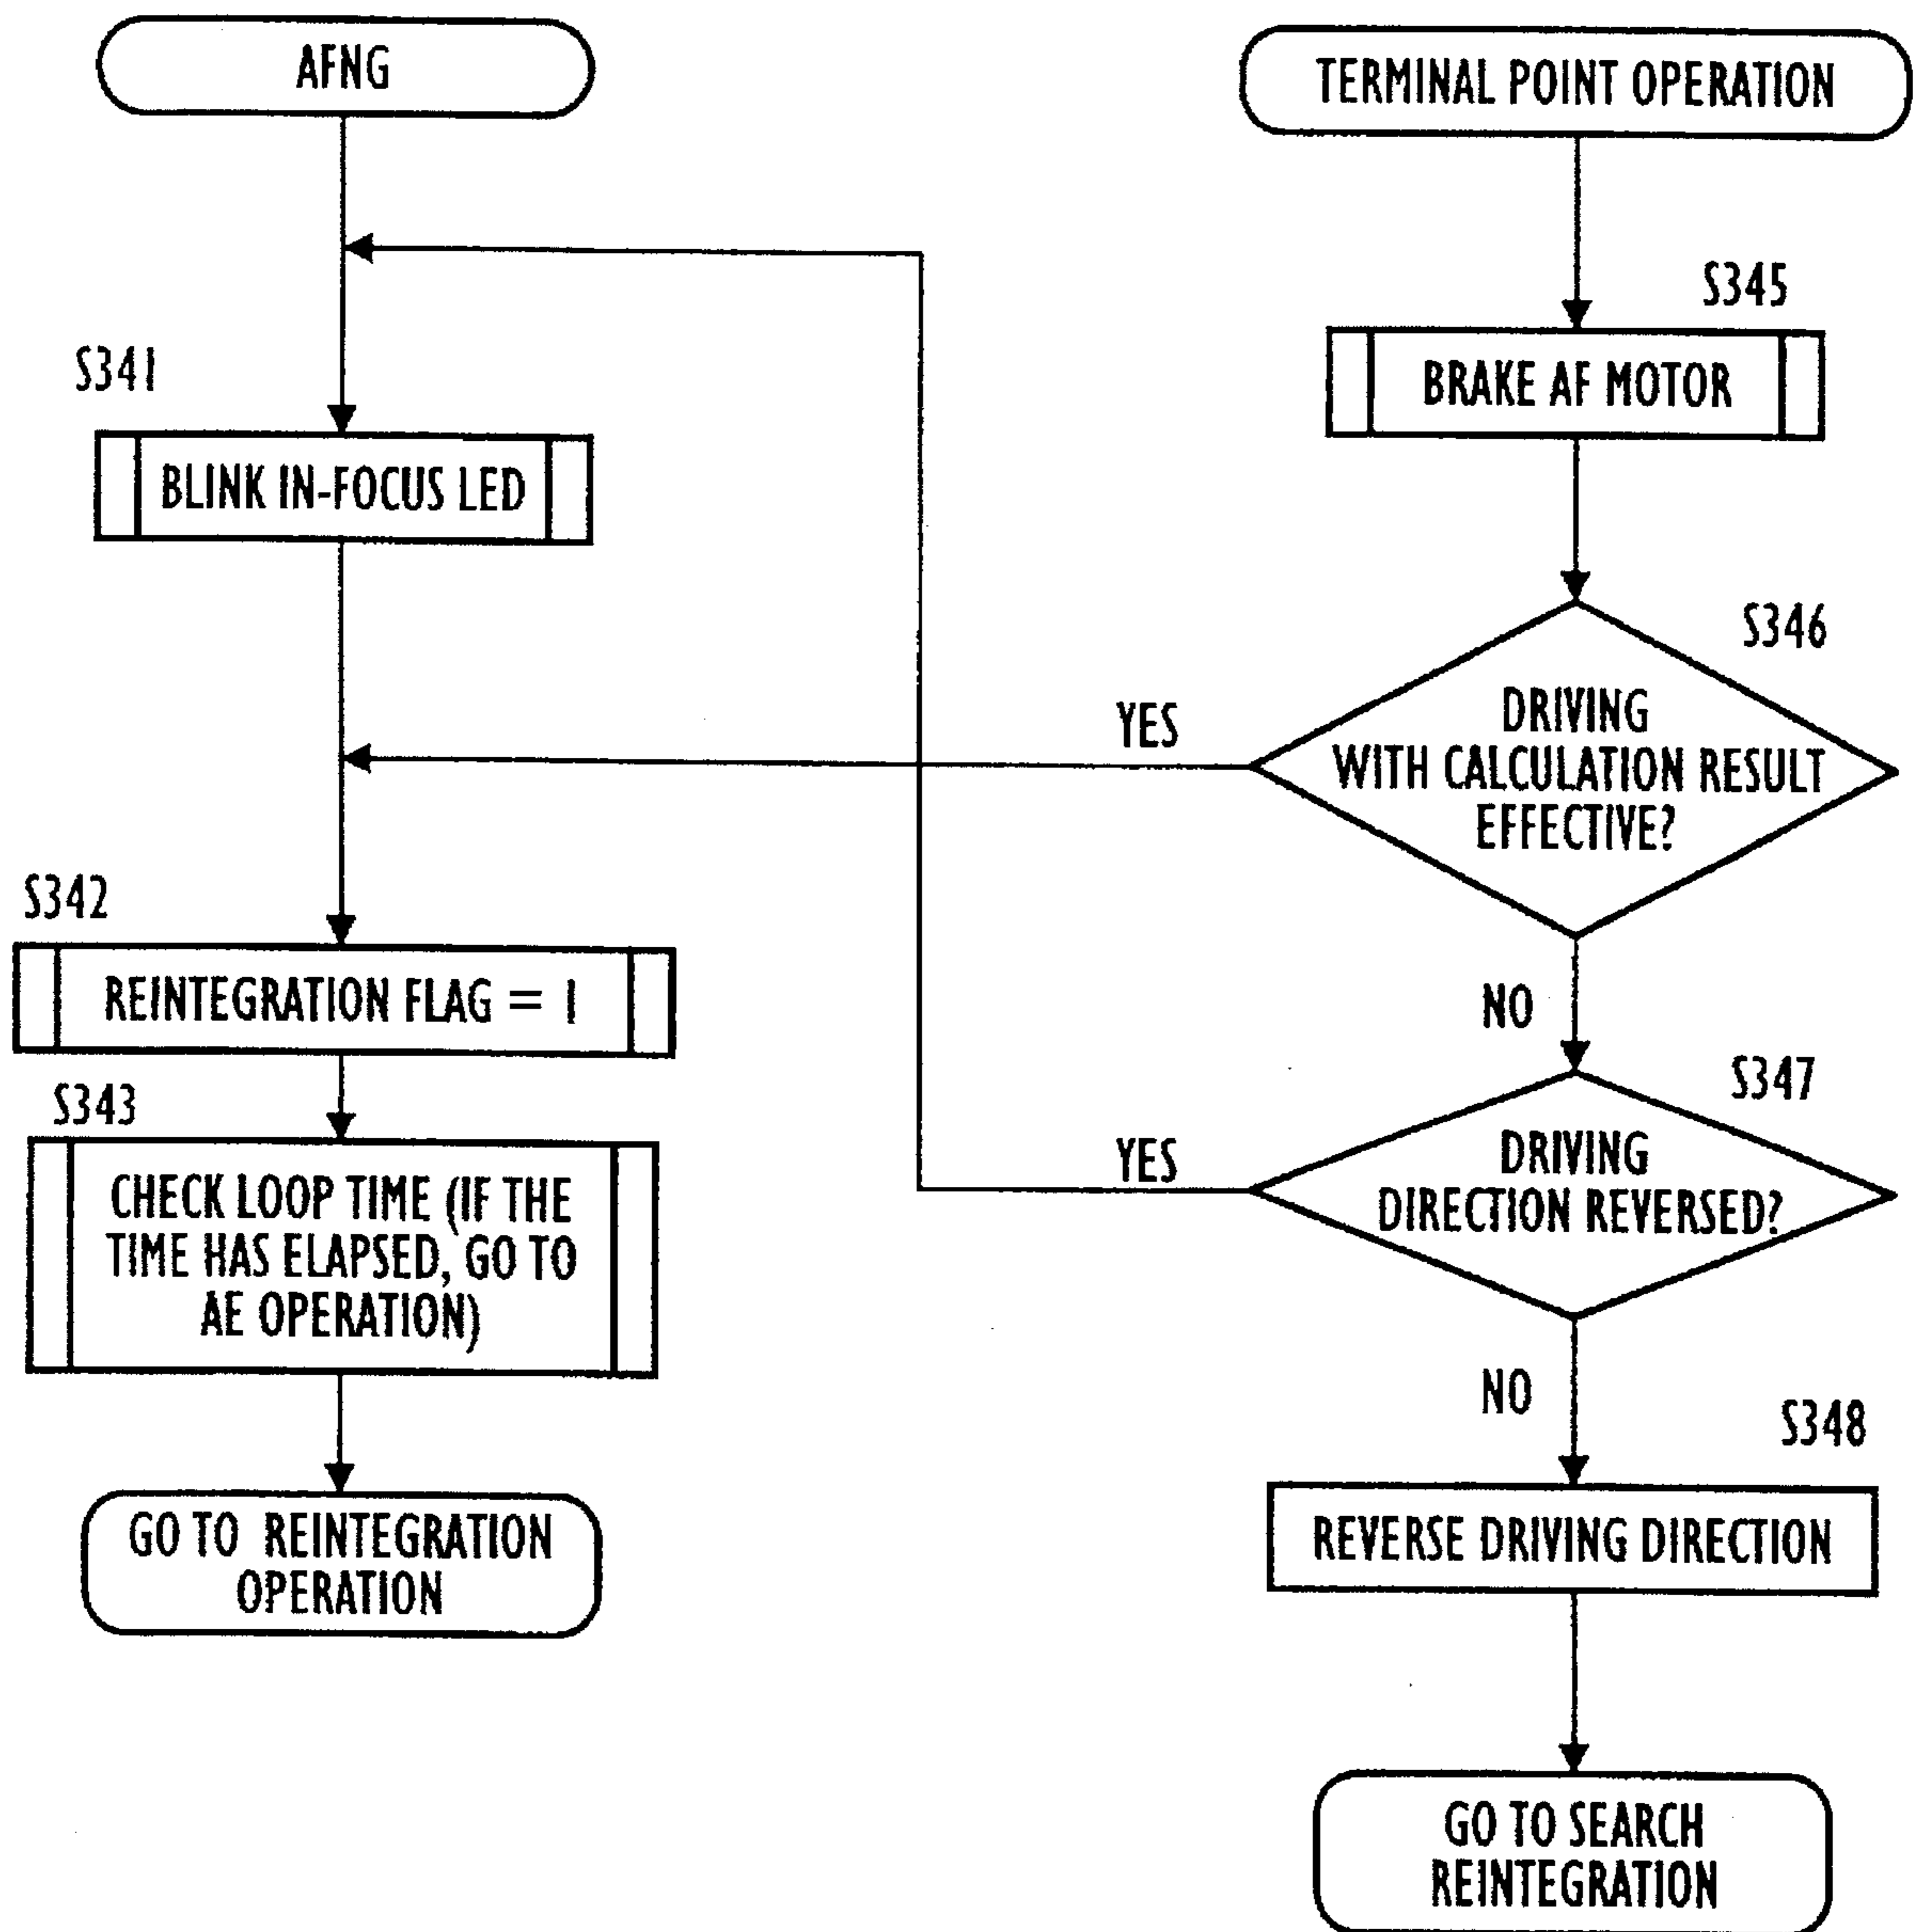 AFNG
S341
BLINK IN-FOCUS LED
S342
REINTEGRATION FLAG = 1
S343
CHECK LOOP TIME (IF THE
TIME HAS ELAPSED, GO TO
AE OPERATION)
GO TO REINTEGRATION
OPERATION
TERMINAL POINT OPERATION
S345
BRAKE AF MOTOR
S346
DRIVING
WITH CALCULATION RESULT
EFFECTIVE?
YES
NO
S347
DRIVING
DIRECTION REVERSED?
YES
NO
S348
REVERSE DRIVING DIRECTION
GO TO SEARCH
REINTEGRATION